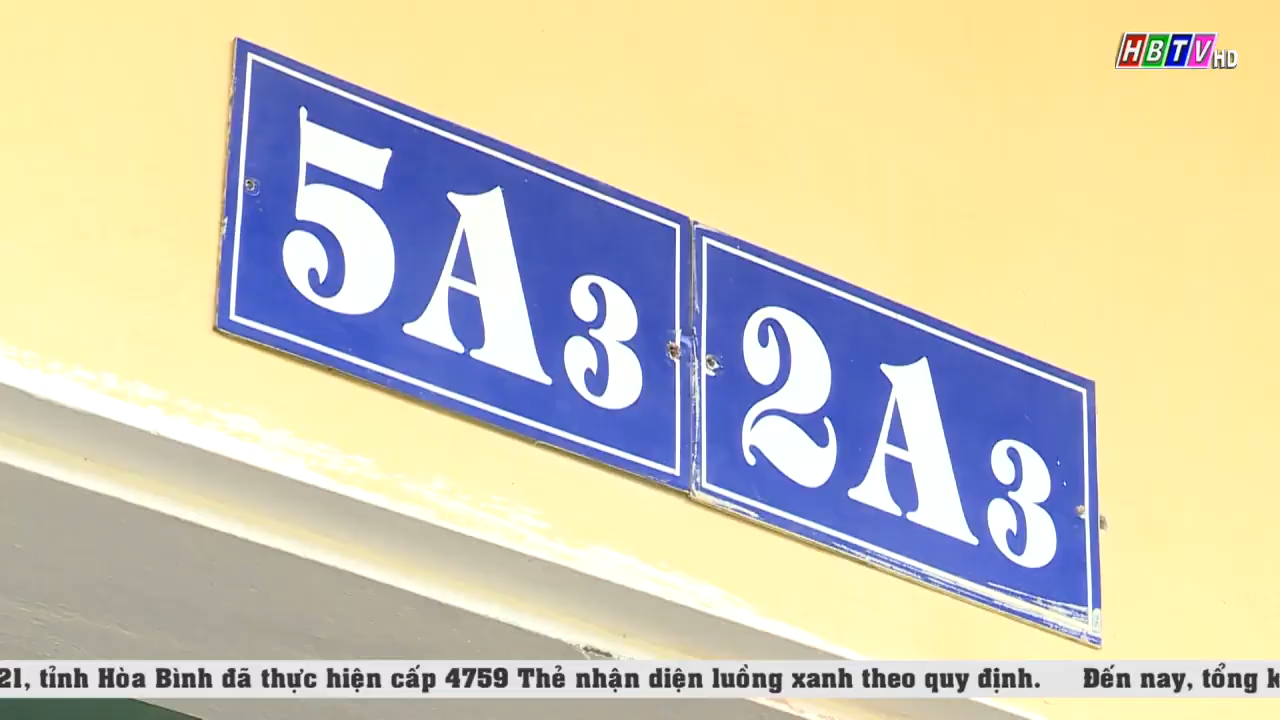 HBTV HD
5A3
2A3
21, tỉnh Hòa Bình đã thực hiện cấp 4759 Thẻ nhận diện luồng xanh theo quy định. Đến nay, tổng k